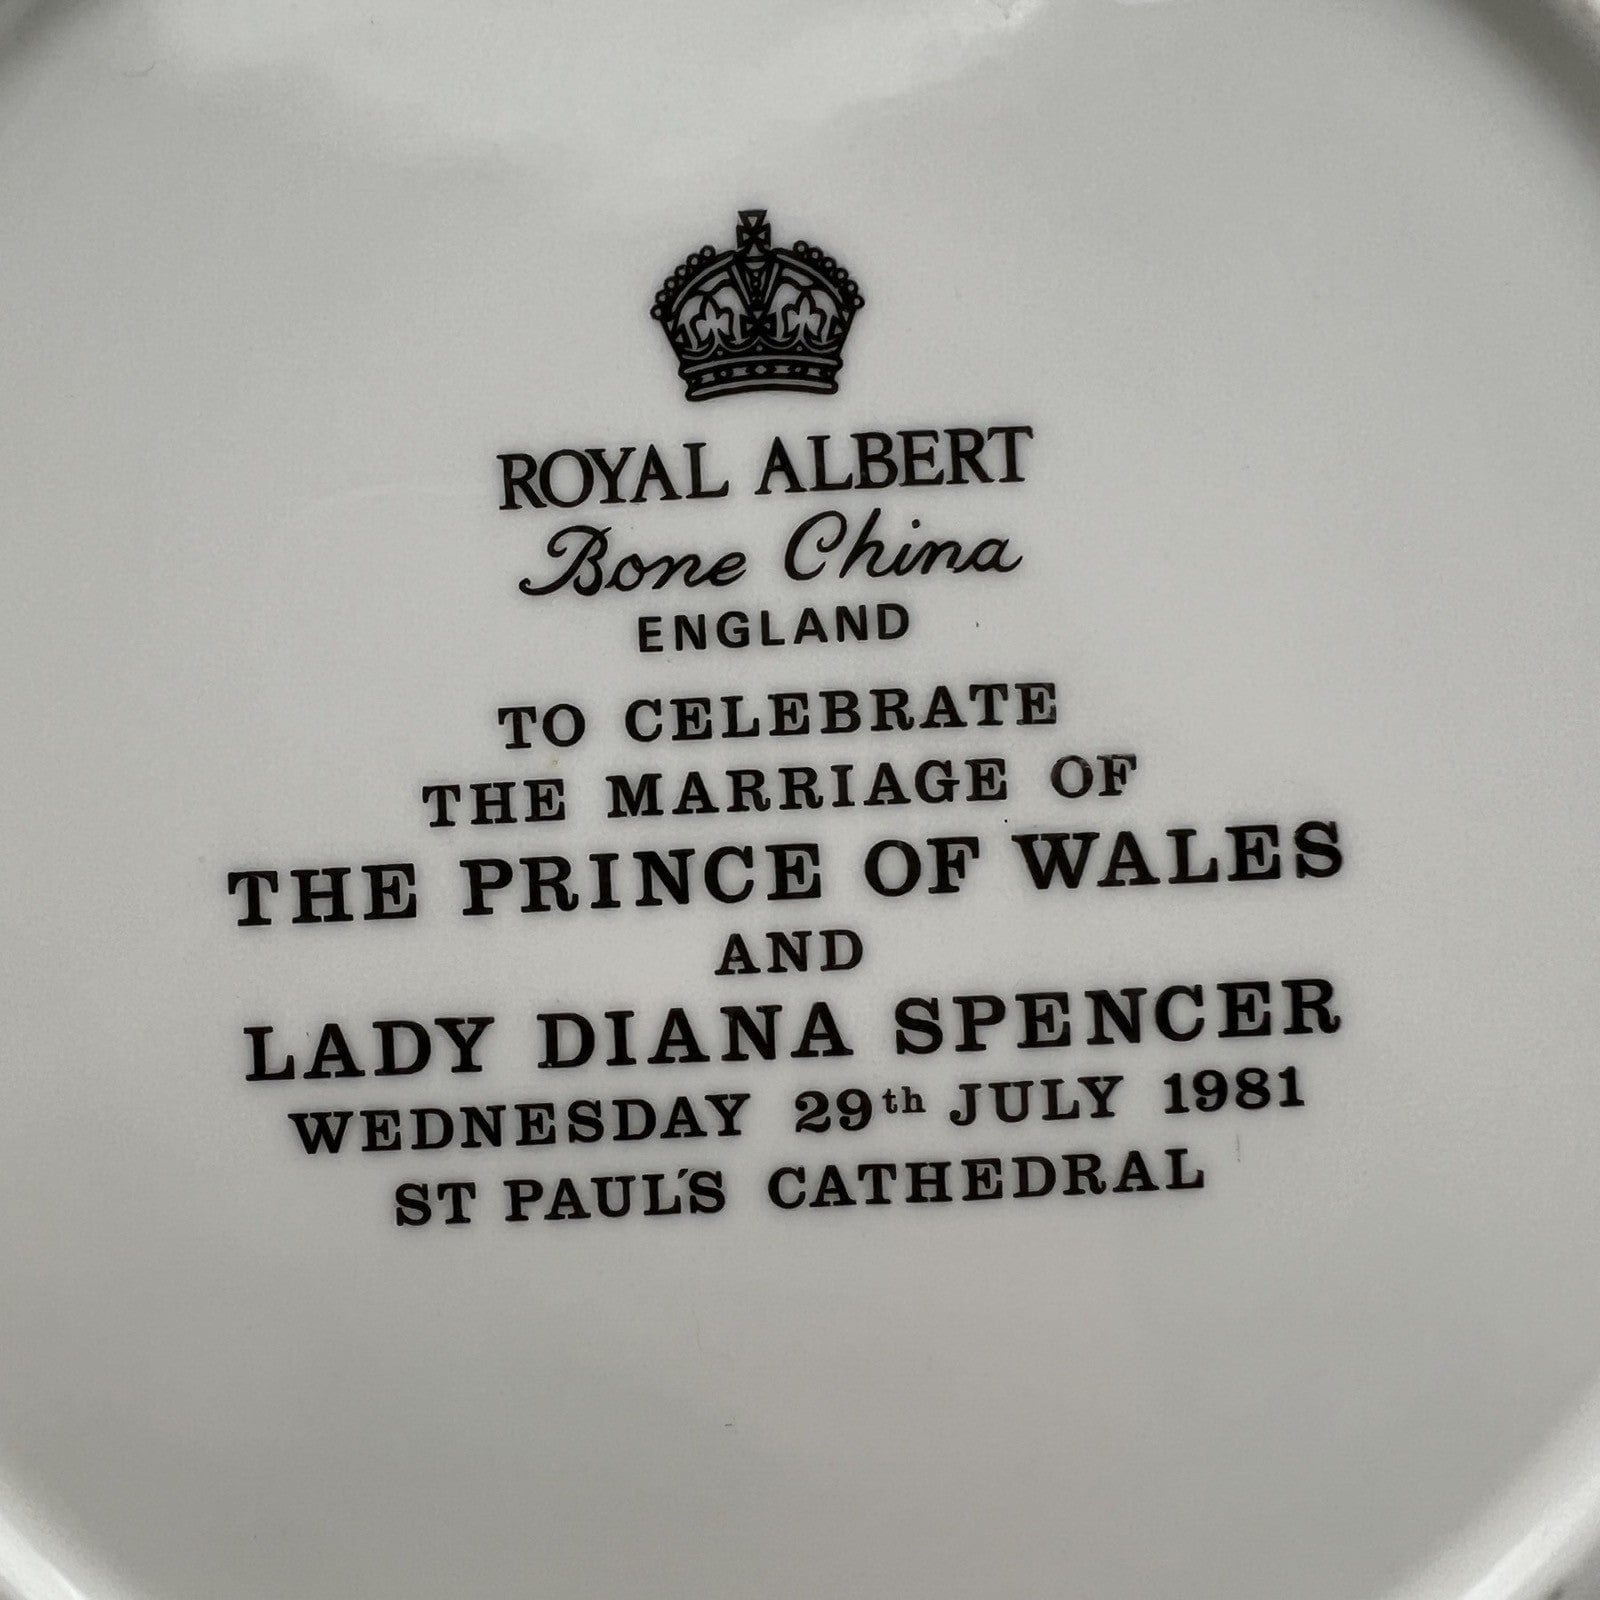 ROYAL ALBERT
Bone China
ENGLAND
TO CELEBRATE
THE MARRIAGE OF
THE PRINCE OF WALES
AND
LADY DIANA SPENCER
WEDNESDAY 29th JULY 1981
ST PAUL'S CATHEDRAL